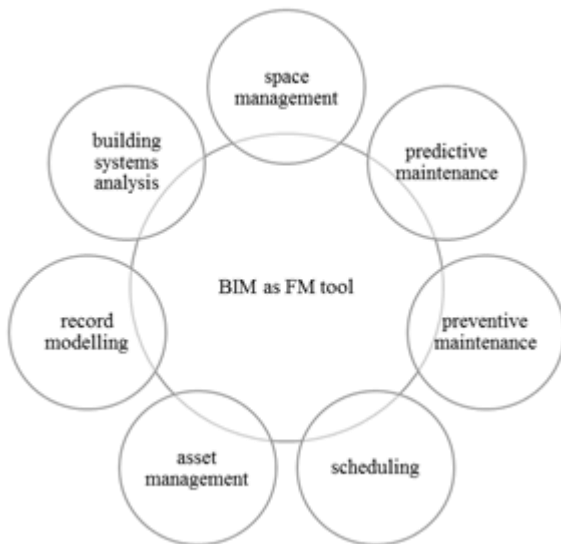 space
management
building
systems
analysis
predictive
maintenance
BIM as FM tool
record
modelling
preventive
maintenance
asset
management
scheduling